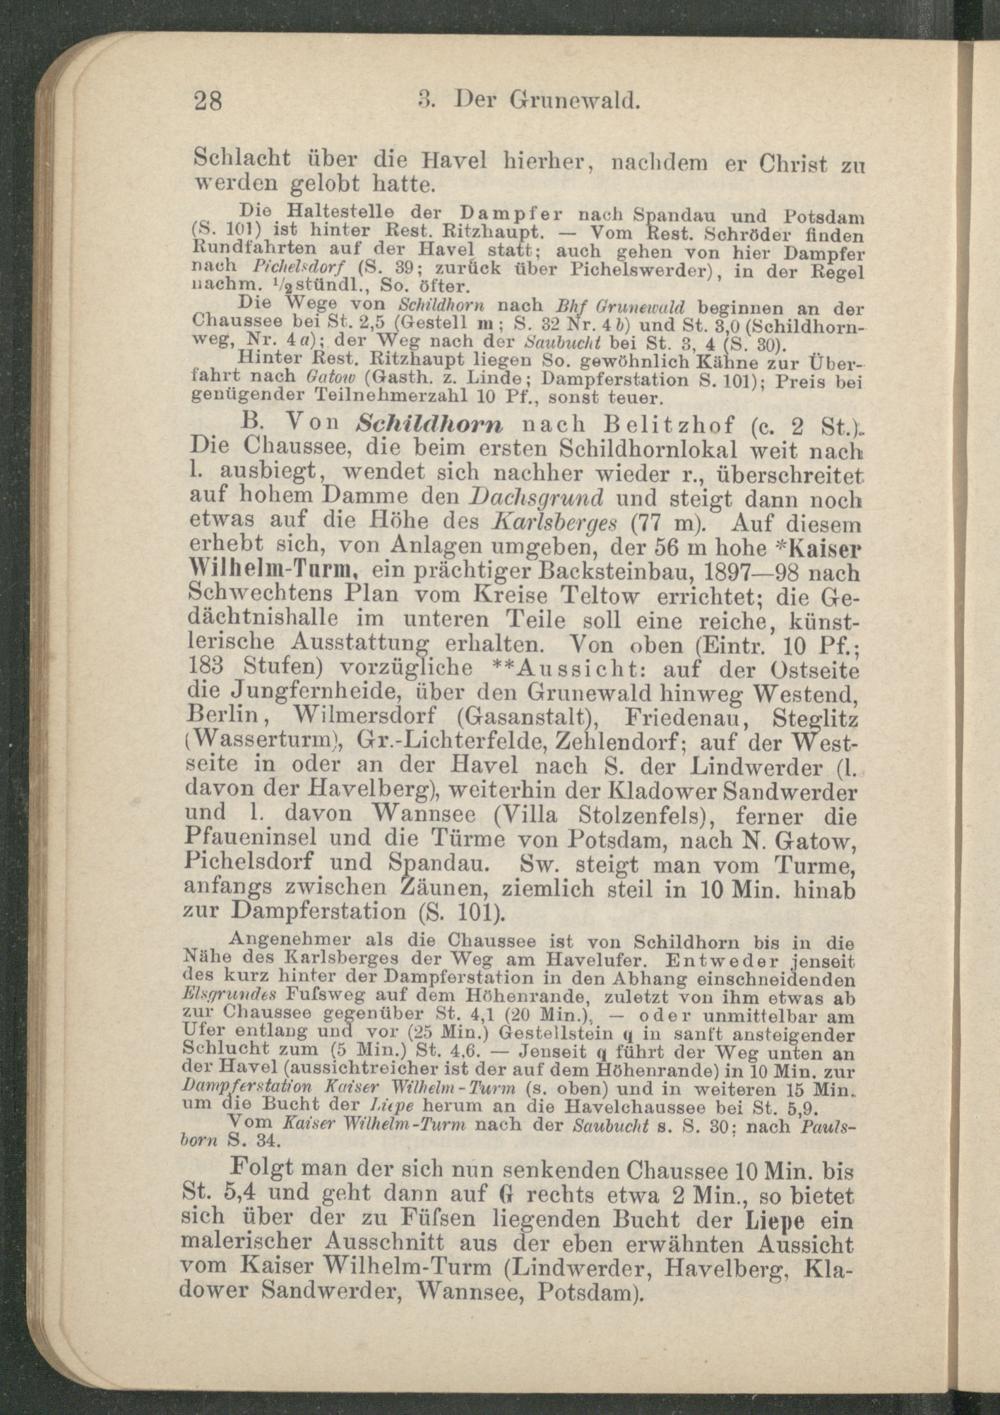 28 3. Der Grunewald.
Schlacht über die Havel hierher, nachdem er Christ zu
werden gelobt hatte.
Die Haltestelle der Dampfer nach Spandau und Potsdam
(S. 101) ist hinter Rest. Ritzhaupt. — Vom Rest. Schröder finden
Rundfahrten auf der Havel statt; auch gehen von hier Dampfer
nach Pichelsdorf (S. 39; zurück über Pichelswerder), in der Regel
nachm. ½stündl., So. öfter.
Die Wege von Schildhorn nach Bhf Grunewald beginnen an der
Chaussee bei St. 2,5 (Gestell m; S. 32 Nr. 4b) und St. 3,0 (Schildhorn-
weg, Nr. 4a); der Weg nach der Saubucht bei St. 3, 4 (S. 30).
Hinter Rest. Ritzhaupt liegen So. gewöhnlich Kähne zur Über-
fahrt nach Gatow (Gasth. z. Linde; Dampferstation S. 101); Preis bei
genügender Teilnehmerzahl 10 Pf., sonst teuer.
B. Von Schildhorn nach Belitzhof (c. 2 St.).
Die Chaussee, die beim ersten Schildhornlokal weit nach
l. ausbiegt, wendet sich nachher wieder r., überschreitet
auf hohem Damme den Dachsgrund und steigt dann noch
etwas auf die Höhe des Karlsberges (77 m). Auf diesem
erhebt sich, von Anlagen umgeben, der 56 m hohe *Kaiser
Wilhelm-Turm, ein prächtiger Backsteinbau, 1897—98 nach
Schwechtens Plan vom Kreise Teltow errichtet; die Ge-
dächtnishalle im unteren Teile soll eine reiche, künst-
lerische Ausstattung erhalten. Von oben (Eintr. 10 Pf.;
183 Stufen) vorzügliche **Aussicht: auf der Ostseite
die Jungfernheide, über den Grunewald hinweg Westend,
Berlin, Wilmersdorf (Gasanstalt), Friedenau, Steglitz
(Wasserturm), Gr.-Lichterfelde, Zehlendorf; auf der West-
seite in oder an der Havel nach S. der Lindwerder (l.
davon der Havelberg), weiterhin der Kladower Sandwerder
und l. davon Wannsee (Villa Stolzenfels), ferner die
Pfaueninsel und die Türme von Potsdam, nach N. Gatow,
Pichelsdorf und Spandau. Sw. steigt man vom Turme,
anfangs zwischen Zäunen, ziemlich steil in 10 Min. hinab
zur Dampferstation (S. 101).
Angenehmer als die Chaussee ist von Schildhorn bis in die
Nähe des Karlsberges der Weg am Havelufer. Entweder jenseit
des kurz hinter der Dampferstation in den Abhang einschneidenden
Elsgrundes Fußweg auf dem Höhenrande, zuletzt von ihm etwas ab
zur Chaussee gegenüber St. 4,1 (20 Min.), — oder unmittelbar am
Ufer entlang und vor (25 Min.) Gestellstein q in sanft ansteigender
Schlucht zum (5 Min.) St. 4,6. — Jenseit q führt der Weg unten an
der Havel (aussichtreicher ist der auf dem Höhenrande) in 10 Min. zur
Dampferstation Kaiser Wilhelm-Turm (s. oben) und in weiteren 15 Min.
um die Bucht der Liepe herum an die Havelchaussee bei St. 5,9.
Vom Kaiser Wilhelm-Turm nach der Saubucht s. S. 30; nach Pauls-
born S. 34.
Folgt man der sich nun senkenden Chaussee 10 Min. bis
St. 5,4 und geht dann auf G rechts etwa 2 Min., so bietet
sich über der zu Füßen liegenden Bucht der Liepe ein
malerischer Ausschnitt aus der eben erwähnten Aussicht
vom Kaiser Wilhelm-Turm (Lindwerder, Havelberg, Kla-
dower Sandwerder, Wannsee, Potsdam).